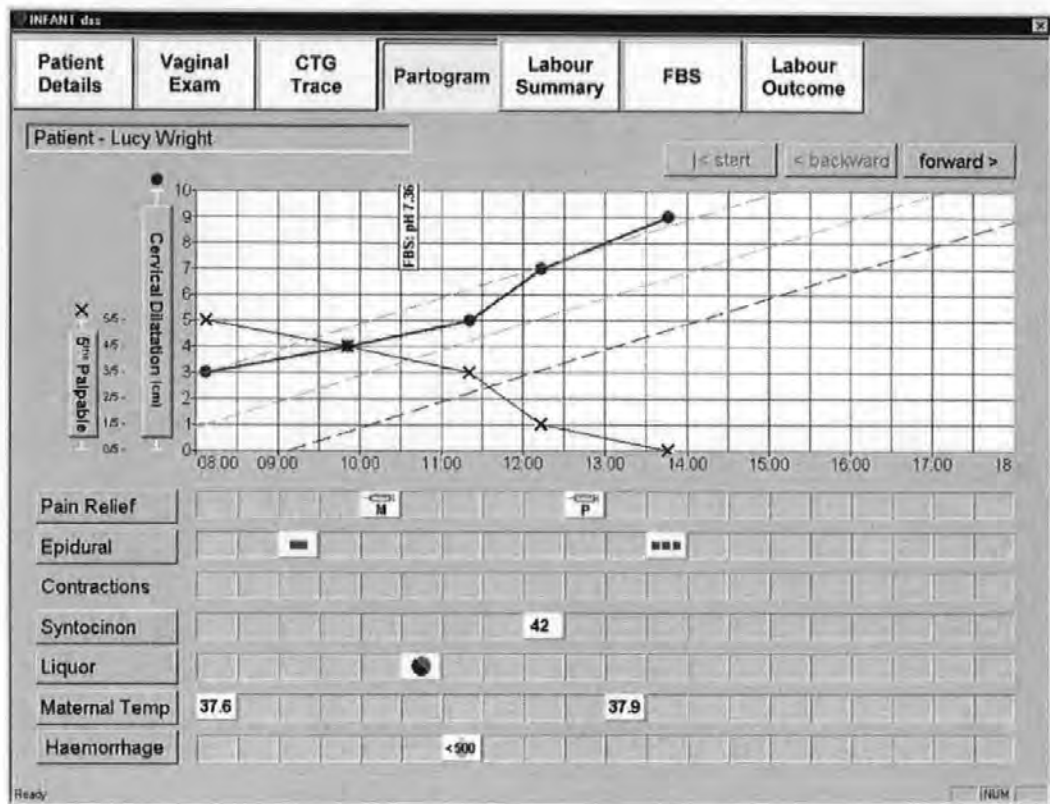 INFANT dss
Patient Details
Vaginal Exam
CTG Trace
Partogram
Labour Summary
FBS
Labour Outcome
Patient - Lucy Wright
|< start
< backward
forward >
10
9
8
7
6
5
4
3
2
1
0
Cervical Dilatation (cm)
5ths Palpable
5/5 -
4/5 -
3/5 -
2/5 -
1/5 -
0/5 -
FBS: pH 7.36
08:00 09:00 10.00 11:00 12:00 13.00 14.00 15:00 16:00 17:00 18
Pain Relief
M
P
Epidural
Contractions
Syntocinon
42
Liquor
Maternal Temp
37.6
37.9
Haemorrhage
<500
Ready
NUM